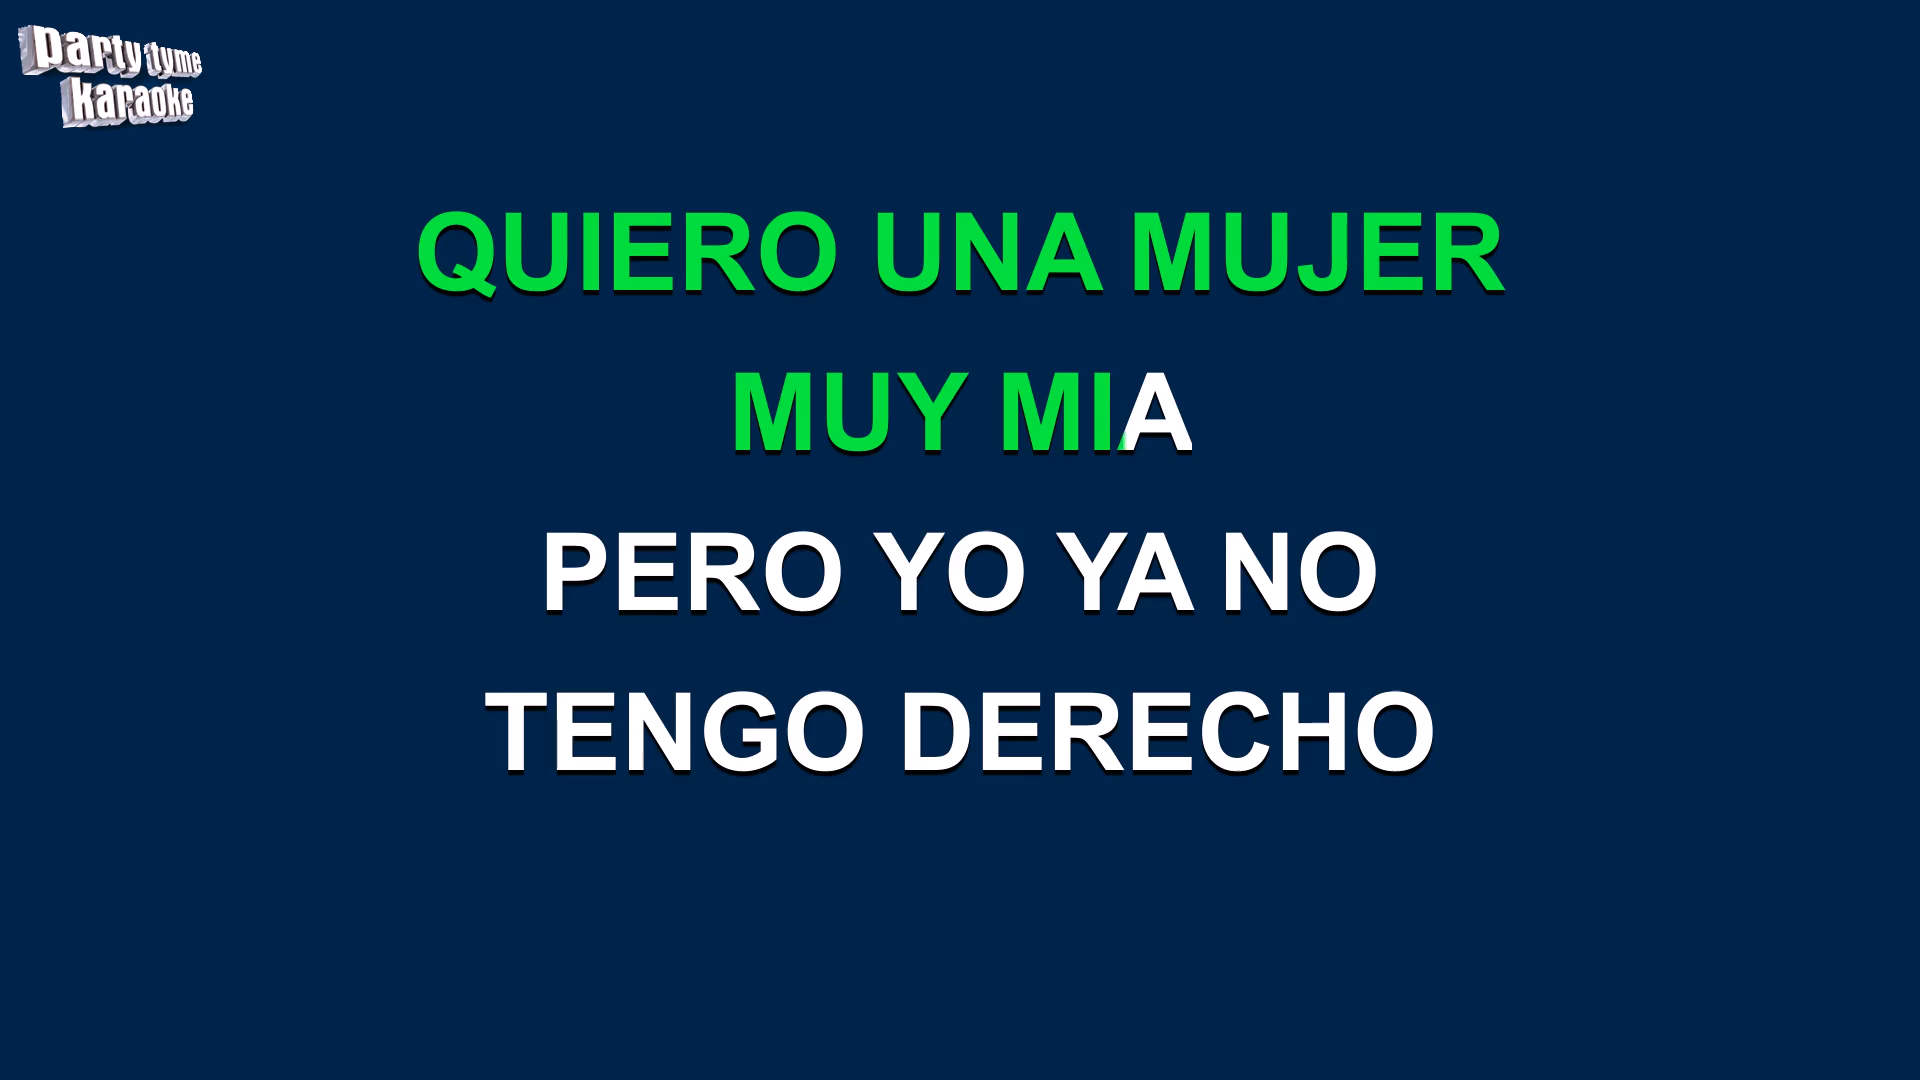 party tyme
karaoke
QUIERO UNA MUJER
MUY MIA
PERO YO YA NO
TENGO DERECHO